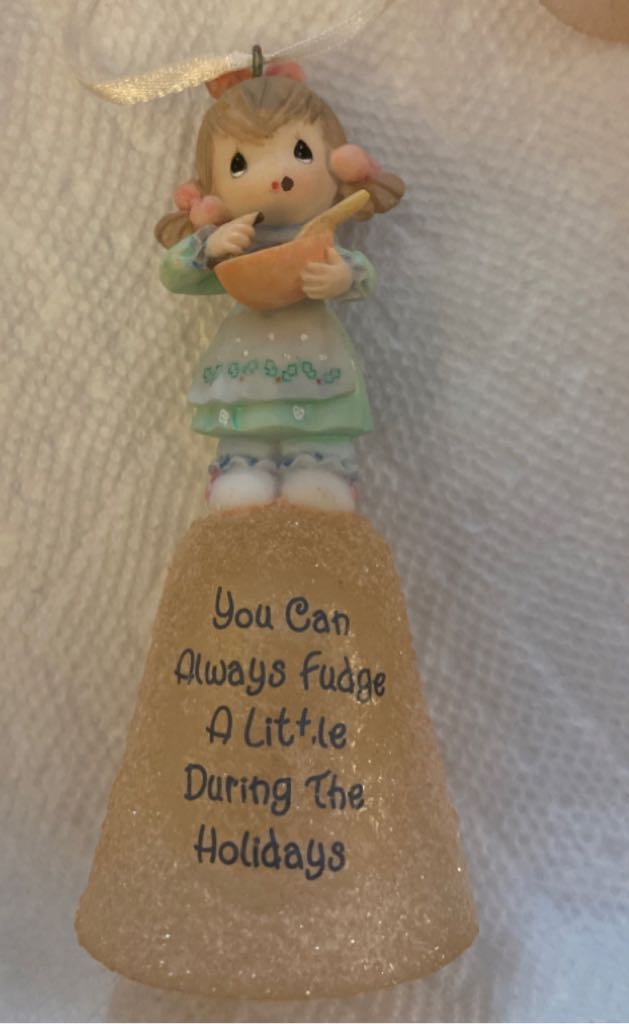 You Can
Always Fudge
A Little
During The
Holidays